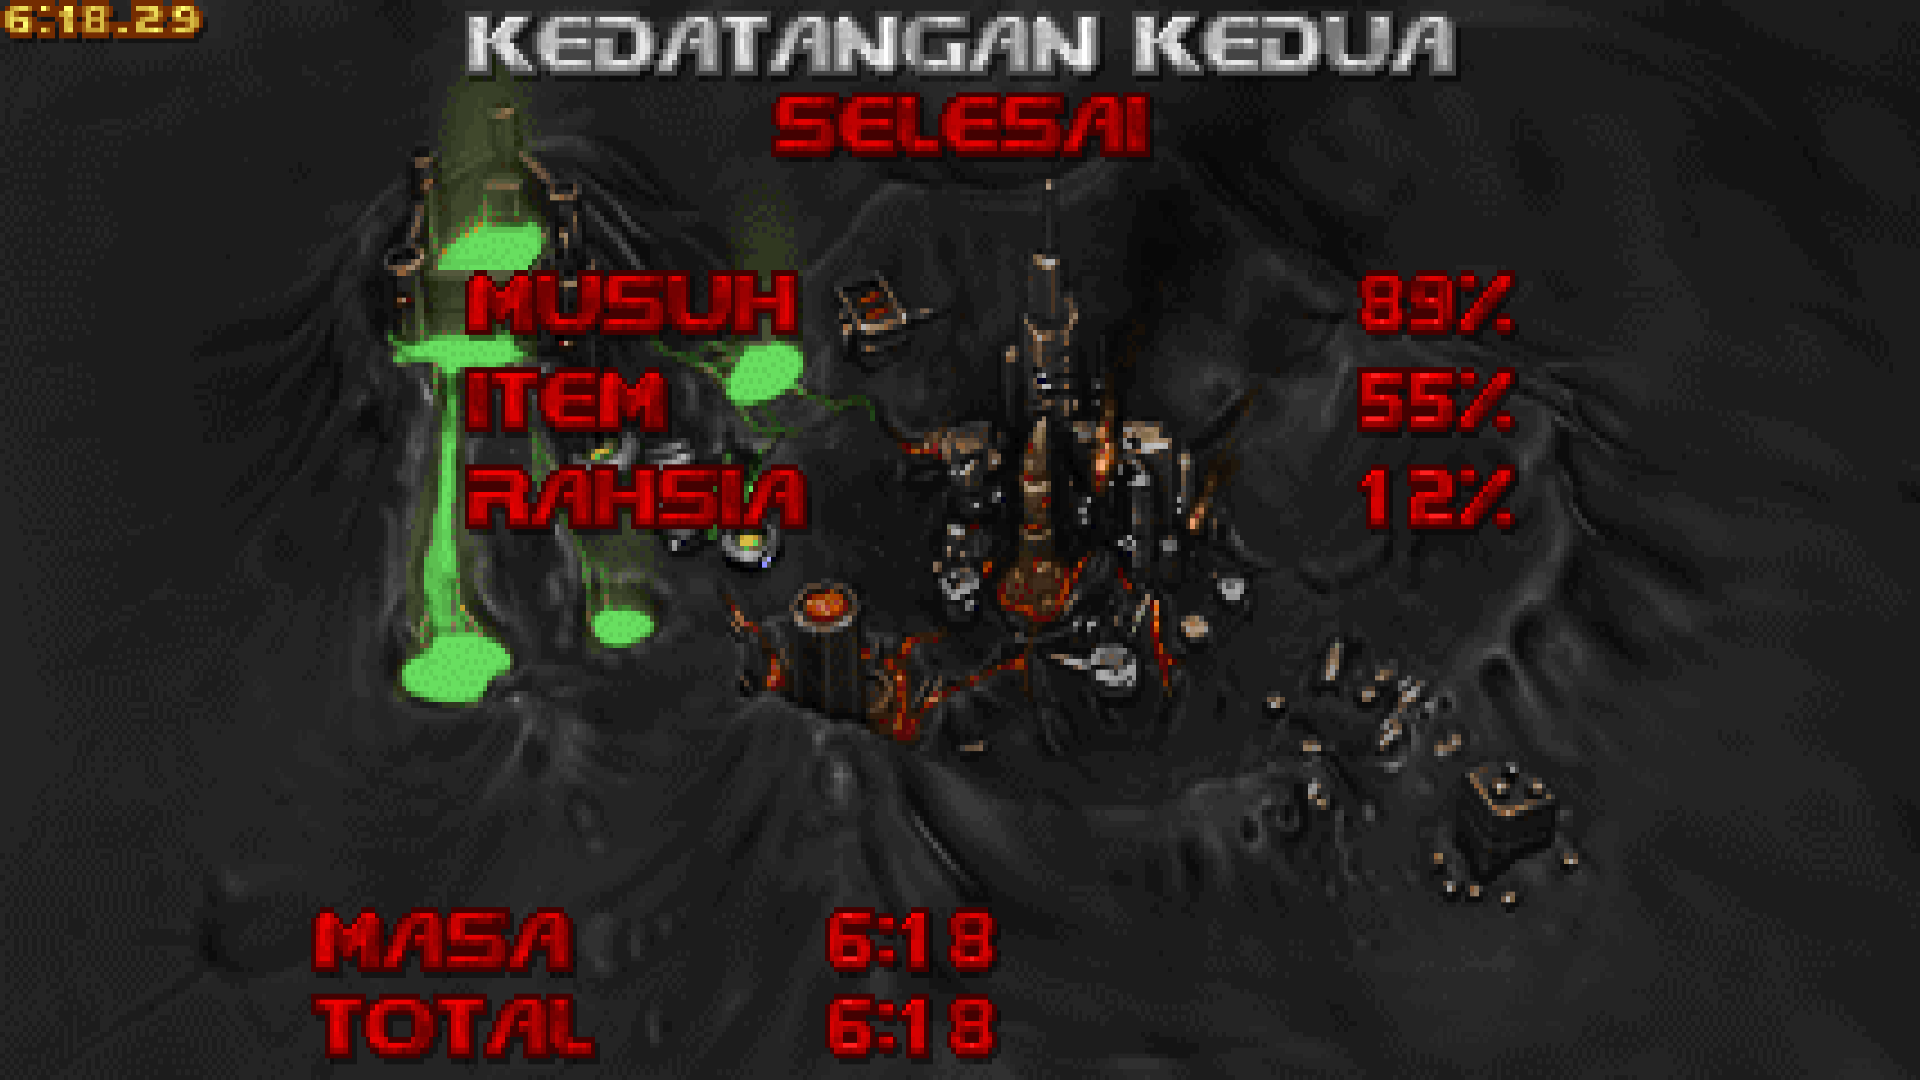 6:18.29
KEDATANGAN KEDUA
SELESAI
MUSUH 89%
ITEM 55%
RAHSIA 12%
MASA 6:18
TOTAL 6:18